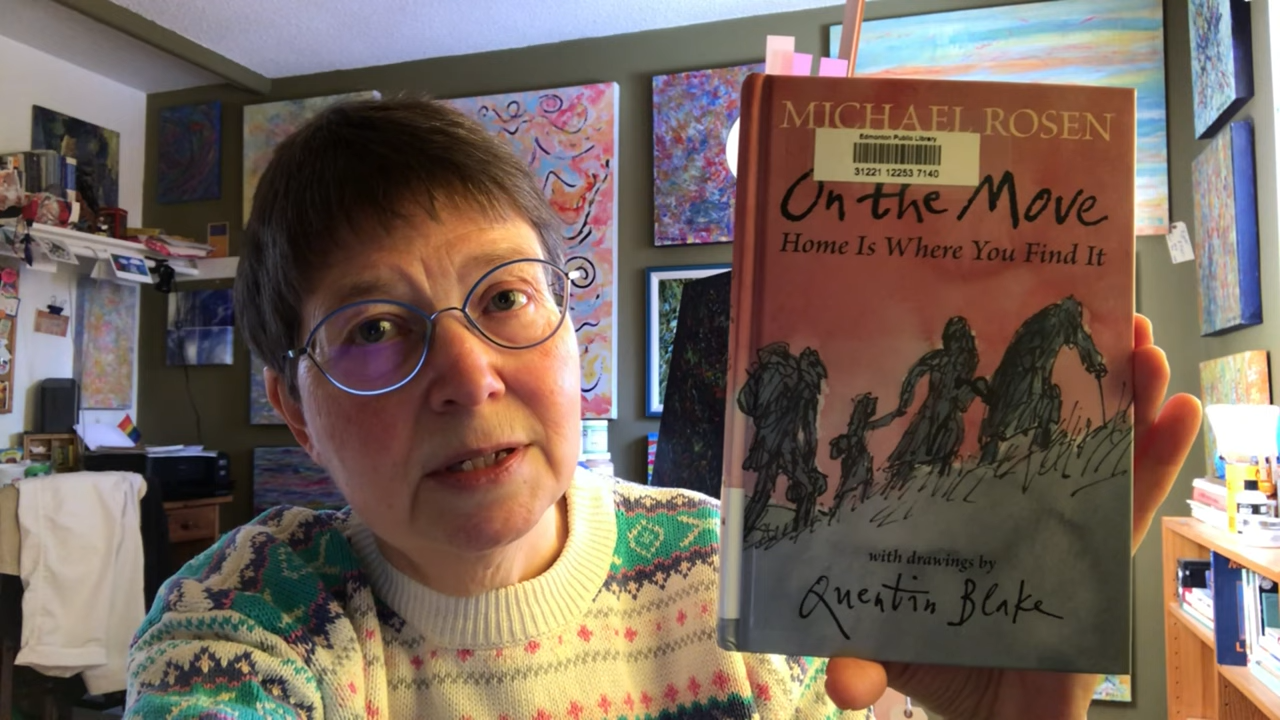 MICHAEL ROSEN
Edmonton Public Library
31221 12253 7140
On the Move
Home Is Where You Find It
with drawings by
Quentin Blake